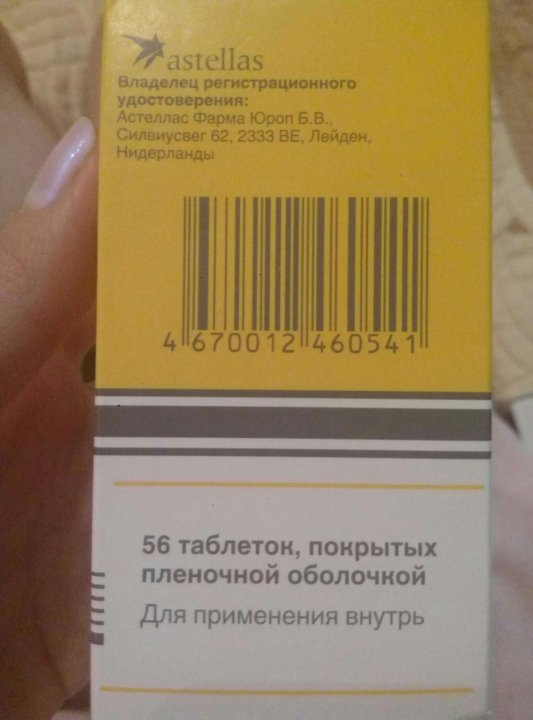 astellas
Владелец регистрационного
удостоверения:
Астеллас Фарма Юроп Б.В.,
Силвиусвег 62, 2333 ВЕ, Лейден,
Нидерланды
4 670012 460541
56 таблеток, покрытых
пленочной оболочкой
Для применения внутрь